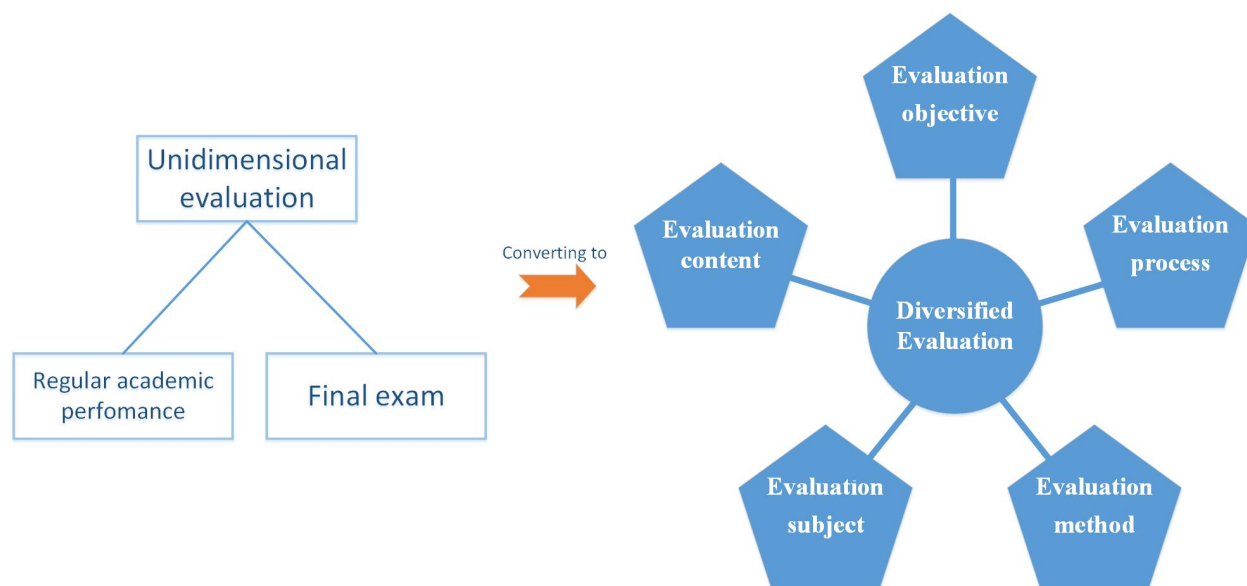 Unidimensional
evaluation
Regular academic
perfomance
Final exam
Converting to
Evaluation
objective
Evaluation
content
Evaluation
process
Diversified
Evaluation
Evaluation
subject
Evaluation
method